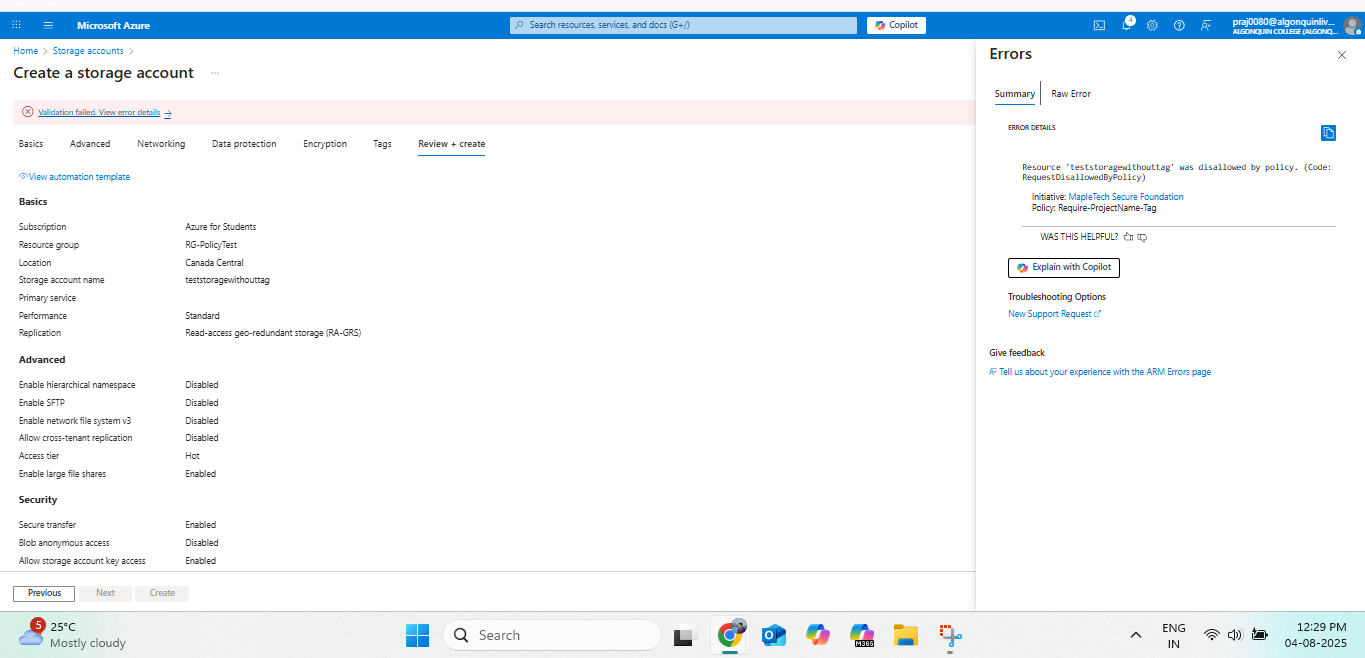 Microsoft Azure
Search resources, services, and docs (G+/)
Copilot
4
praj0080@algonquinliv...
ALGONQUIN COLLEGE (ALGONQ...
Home > Storage accounts >
Create a storage account ...
Validation failed. View error details →
Basics Advanced Networking Data protection Encryption Tags Review + create
View automation template
Basics
Subscription Azure for Students
Resource group RG-PolicyTest
Location Canada Central
Storage account name teststoragewithouttag
Primary service
Performance Standard
Replication Read-access geo-redundant storage (RA-GRS)
Advanced
Enable hierarchical namespace Disabled
Enable SFTP Disabled
Enable network file system v3 Disabled
Allow cross-tenant replication Disabled
Access tier Hot
Enable large file shares Enabled
Security
Secure transfer Enabled
Blob anonymous access Disabled
Allow storage account key access Enabled
Previous Next Create
Errors
Summary Raw Error
ERROR DETAILS
Resource 'teststoragewithouttag' was disallowed by policy. (Code:
RequestDisallowedByPolicy)
Initiative: MapleTech Secure Foundation
Policy: Require-ProjectName-Tag
WAS THIS HELPFUL?
Explain with Copilot
Troubleshooting Options
New Support Request
Give feedback
Tell us about your experience with the ARM Errors page
5
25°C
Mostly cloudy
Search
M365
ENG
IN
12:29 PM
04-08-2025